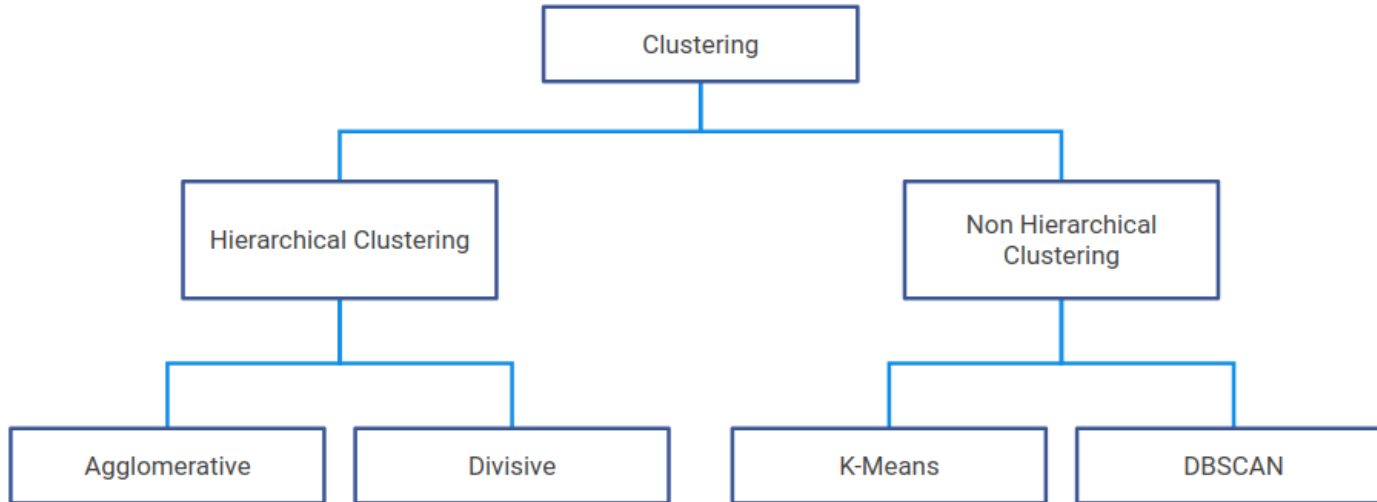 Clustering
Hierarchical Clustering
Non Hierarchical
Clustering
Agglomerative
Divisive
K-Means
DBSCAN